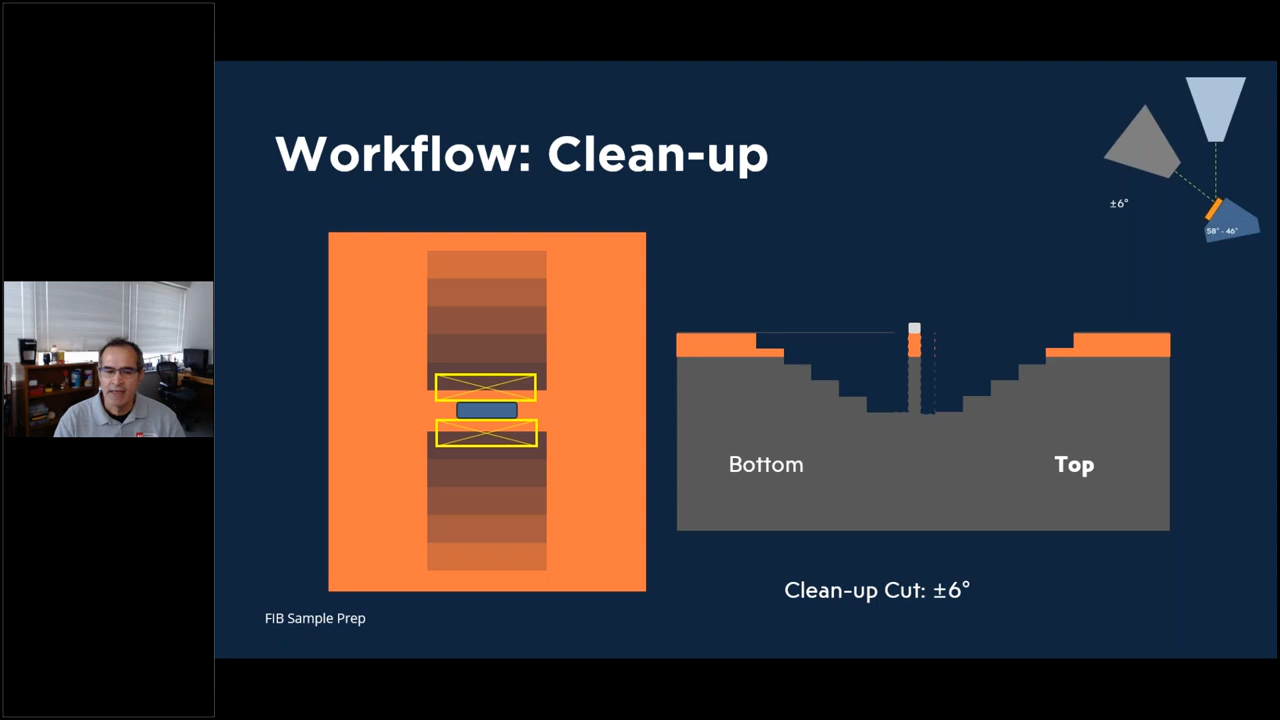 Workflow: Clean-up
±6°
58° - 46°
Bottom
Top
Clean-up Cut: ±6°
FIB Sample Prep